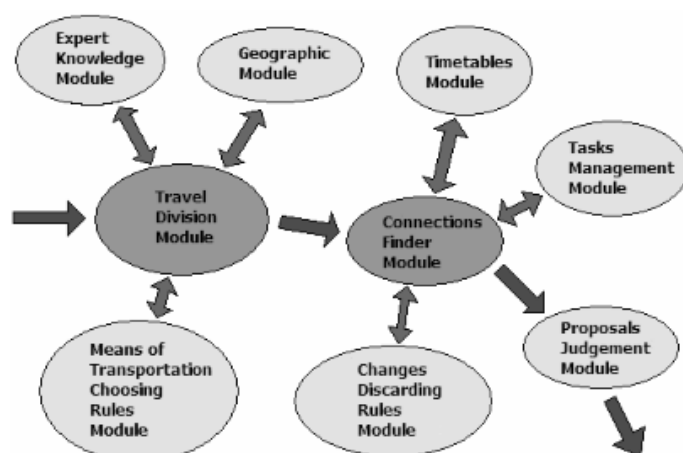 Expert
Knowledge
Module
Geographic
Module
Timetables
Module
Tasks
Management
Module
Travel
Division
Module
Connections
Finder
Module
Means of
Transportation
Choosing
Rules
Module
Changes
Discarding
Rules
Module
Proposals
Judgement
Module